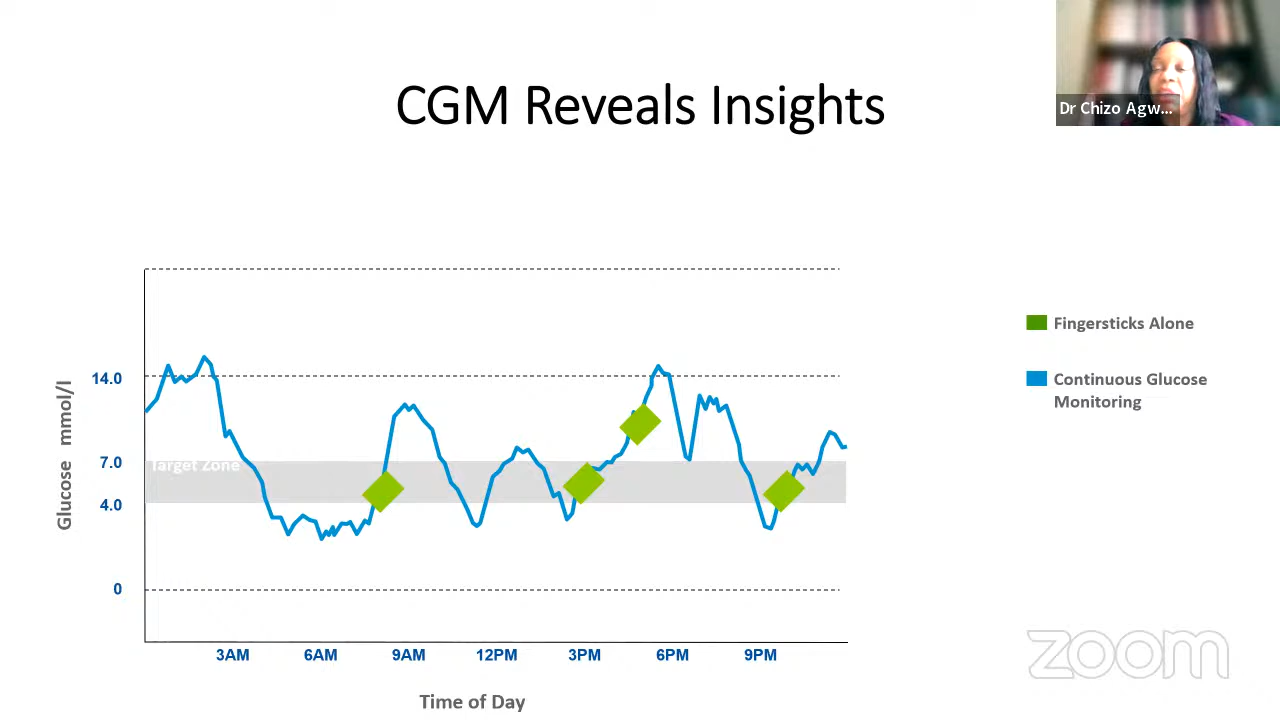 CGM Reveals Insights
Dr Chizo Agw...
Glucose mmol/l
14.0
7.0
4.0
0
Target Zone
3AM 6AM 9AM 12PM 3PM 6PM 9PM
Time of Day
Fingersticks Alone
Continuous Glucose
Monitoring
zoom